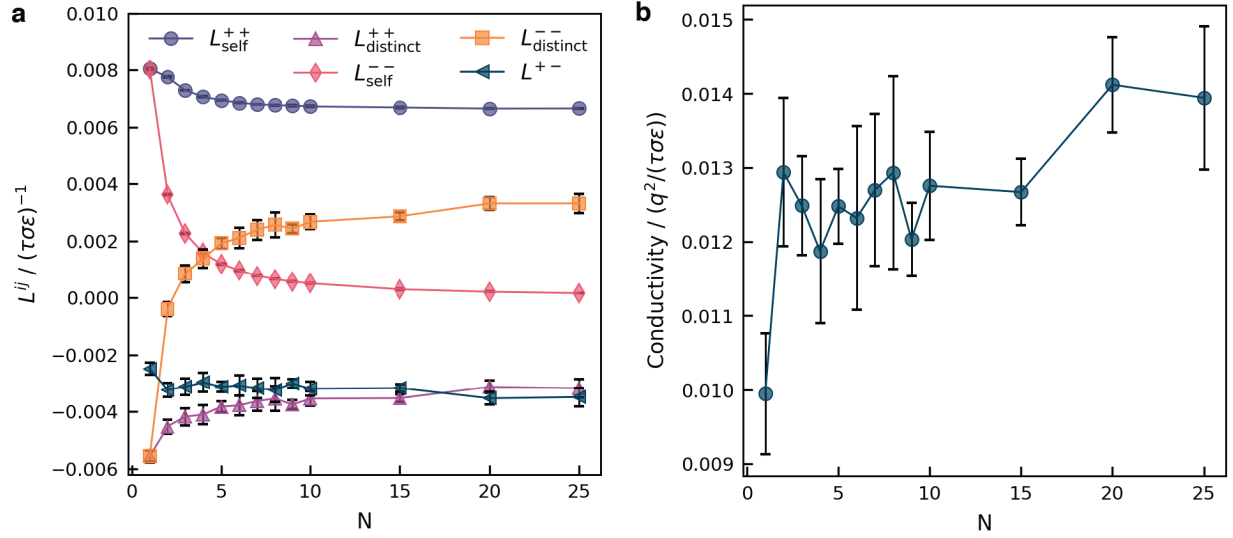 a
0.010
0.008
0.006
0.004
0.002
0.000
−0.002
−0.004
−0.006
L^{ij} / (τσε)^{−1}
L^{++}_{self}
L^{++}_{distinct}
L^{−−}_{distinct}
L^{−−}_{self}
L^{+−}
0 5 10 15 20 25
N
b
0.015
0.014
0.013
0.012
0.011
0.010
0.009
Conductivity / (q²/(τσε))
0 5 10 15 20 25
N